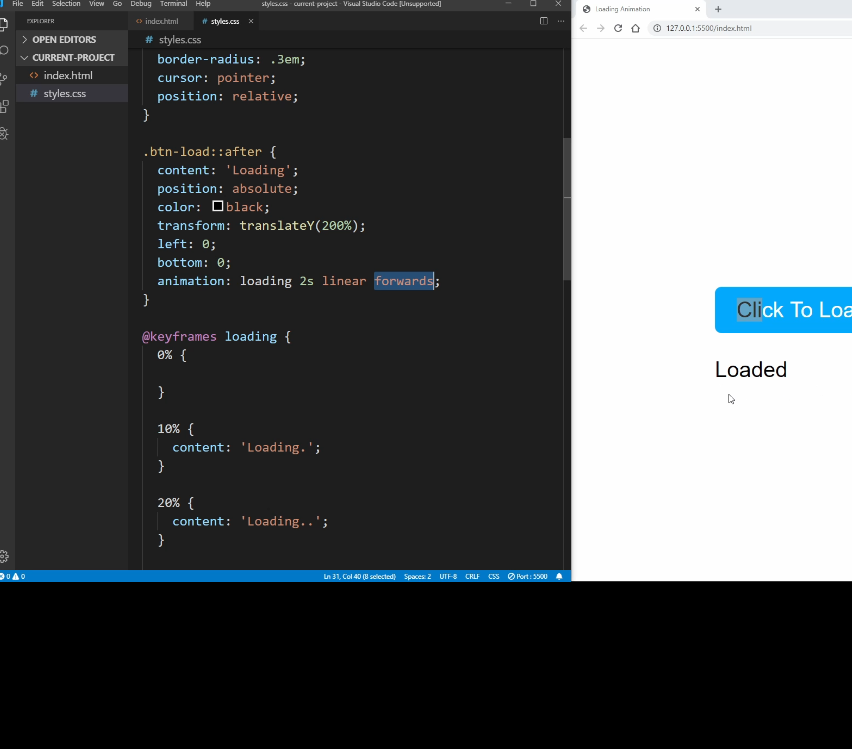 File Edit Selection View Go Debug Terminal Help
styles.css - current-project - Visual Studio Code [Unsupported]
EXPLORER
OPEN EDITORS
CURRENT-PROJECT
<> index.html
# styles.css
<> index.html
# styles.css ×
# styles.css
border-radius: .3em;
cursor: pointer;
position: relative;
}
.btn-load::after {
content: 'Loading';
position: absolute;
color: black;
transform: translateY(200%);
left: 0;
bottom: 0;
animation: loading 2s linear forwards;
}
@keyframes loading {
0% {
}
10% {
content: 'Loading.';
}
20% {
content: 'Loading..';
}
0 0
Ln 31, Col 40 (8 selected) Spaces: 2 UTF-8 CRLF CSS Port : 5500
Loading Animation
127.0.0.1:5500/index.html
Click To Loa
Loaded